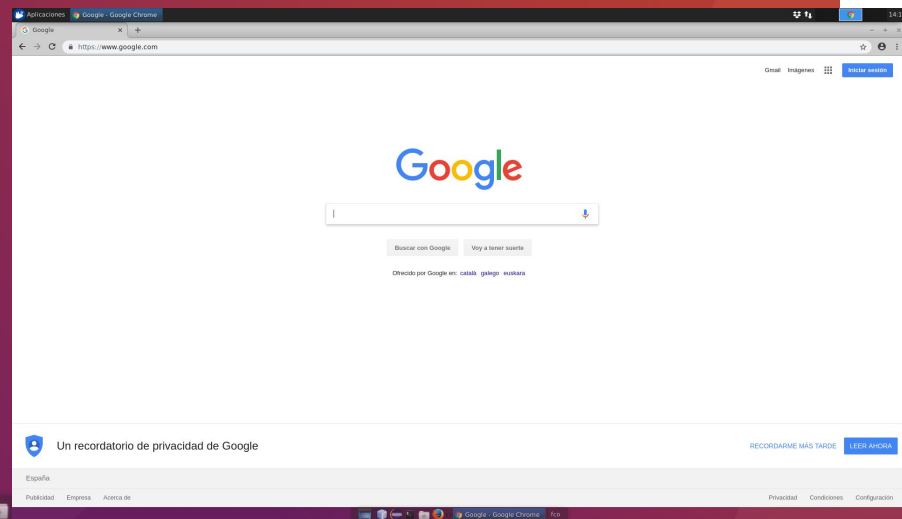 Aplicaciones Google - Google Chrome 14:1
Google
https://www.google.com
Gmail Imágenes Iniciar sesión
Google
Buscar con Google Voy a tener suerte
Ofrecido por Google en: català galego euskara
Un recordatorio de privacidad de Google RECORDARME MÁS TARDE LEER AHORA
España
Publicidad Empresa Acerca de Privacidad Condiciones Configuración
Google - Google Chrome fco